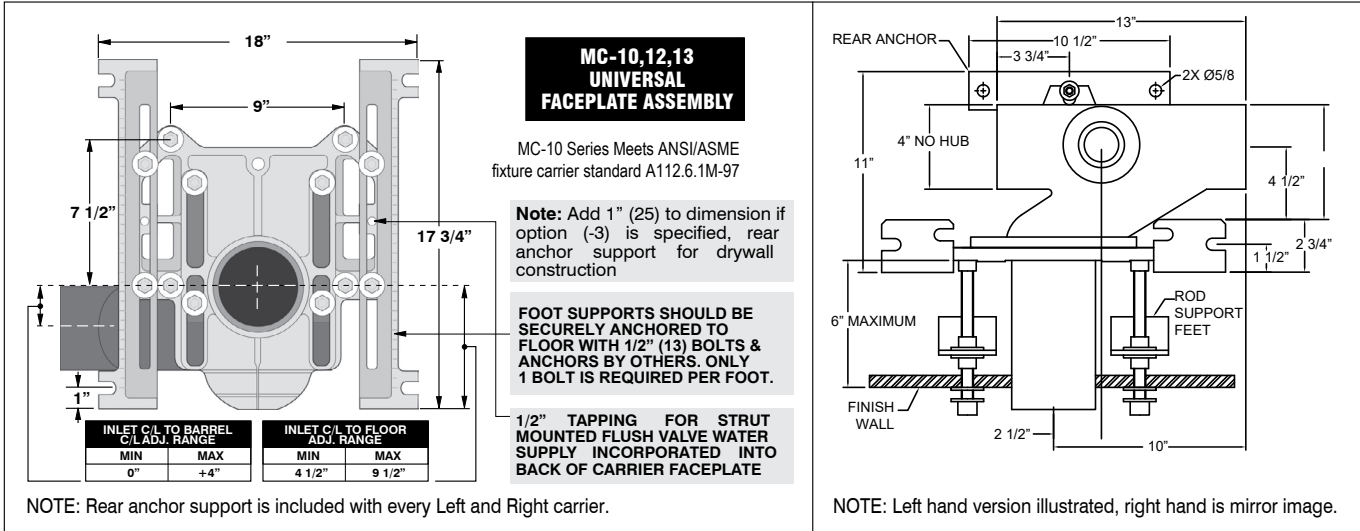 18”
9”
7 1/2”
17 3/4”
1”
MC-10,12,13
UNIVERSAL
FACEPLATE ASSEMBLY
MC-10 Series Meets ANSI/ASME
fixture carrier standard A112.6.1M-97
Note: Add 1” (25) to dimension if
option (-3) is specified, rear
anchor support for drywall
construction
FOOT SUPPORTS SHOULD BE
SECURELY ANCHORED TO
FLOOR WITH 1/2” (13) BOLTS &
ANCHORS BY OTHERS. ONLY
1 BOLT IS REQUIRED PER FOOT.
1/2” TAPPING FOR STRUT
MOUNTED FLUSH VALVE WATER
SUPPLY INCORPORATED INTO
BACK OF CARRIER FACEPLATE
INLET C/L TO BARREL
C/L ADJ. RANGE
MIN MAX
0” +4”
INLET C/L TO FLOOR
ADJ. RANGE
MIN MAX
4 1/2” 9 1/2”
NOTE: Rear anchor support is included with every Left and Right carrier.
13”
REAR ANCHOR
10 1/2”
3 3/4”
2X Ø5/8
4” NO HUB
11”
4 1/2”
2 3/4”
1 1/2”
6” MAXIMUM
ROD
SUPPORT
FEET
FINISH
WALL
2 1/2”
10”
NOTE: Left hand version illustrated, right hand is mirror image.